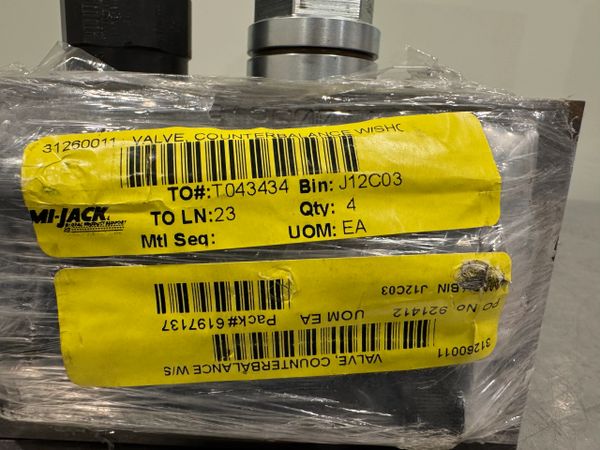 31260011 VALVE, COUNTERBALANCE W/SHO
TO#: T043434 Bin: J12C03
MI-JACK
TO LN: 23 Qty: 4
Mtl Seq: UOM: EA
31260011
VALVE, COUNTERBALANCE W/S
PO No 921412 UOM EA Pack# 6197137
BIN J12C03